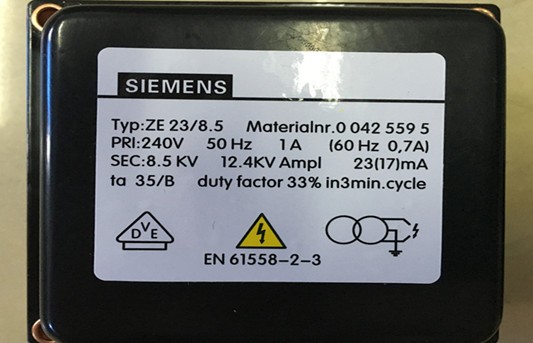 SIEMENS
Typ:ZE 23/8.5 Materialnr.0 042 559 5
PRI:240V 50 Hz 1 A (60 Hz 0,7A)
SEC:8.5 KV 12.4KV Ampl 23(17)mA
ta 35/B duty factor 33% in3min.cycle
DVE
EN 61558-2-3